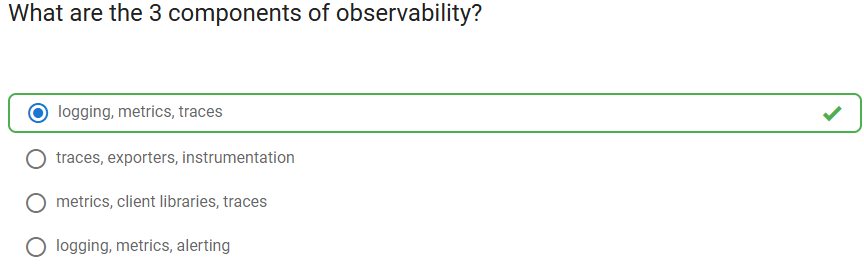 What are the 3 components of observability?
logging, metrics, traces
traces, exporters, instrumentation
metrics, client libraries, traces
logging, metrics, alerting